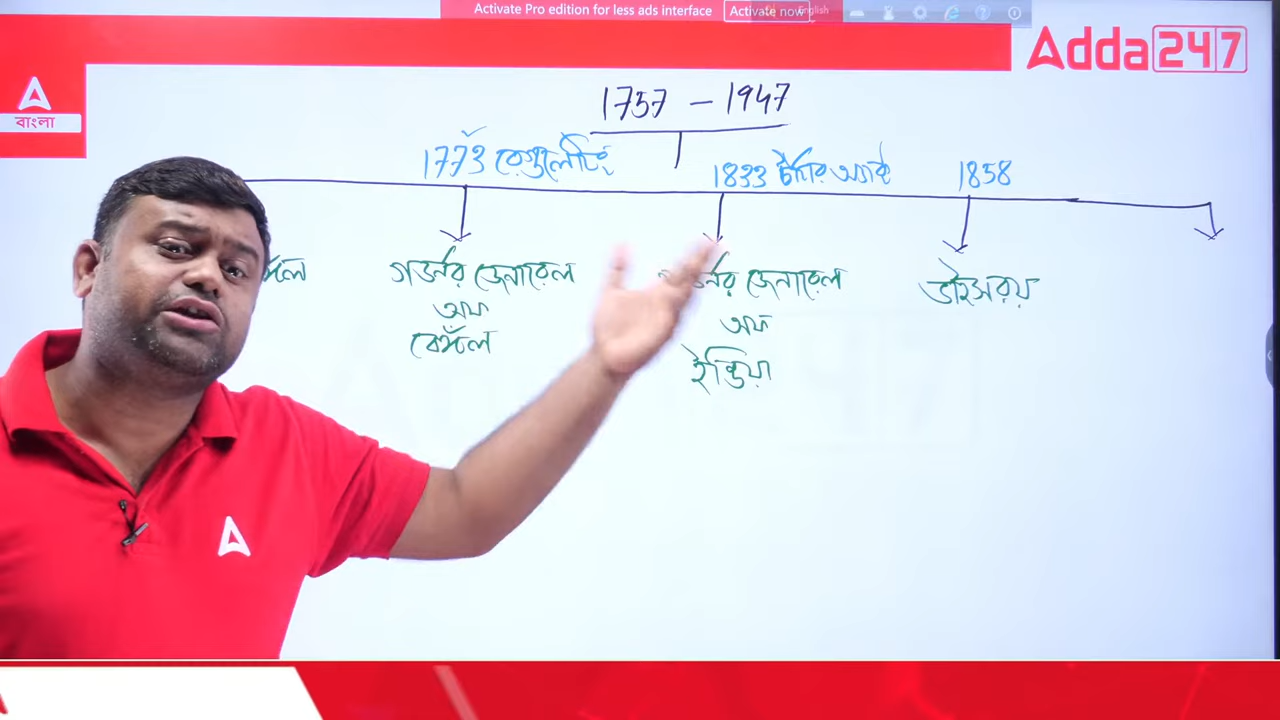 Activate Pro edition for less ads interface Activate now English
Adda247
বাংলা
1757 - 1947
1773 রেগুলেটিং
1833 চার্টার অ্যাক্ট
1858
গভর্নর জেনারেল
অফ
বেঙ্গল
জেনারেল
অফ
ইন্ডিয়া
ভাইসরয়